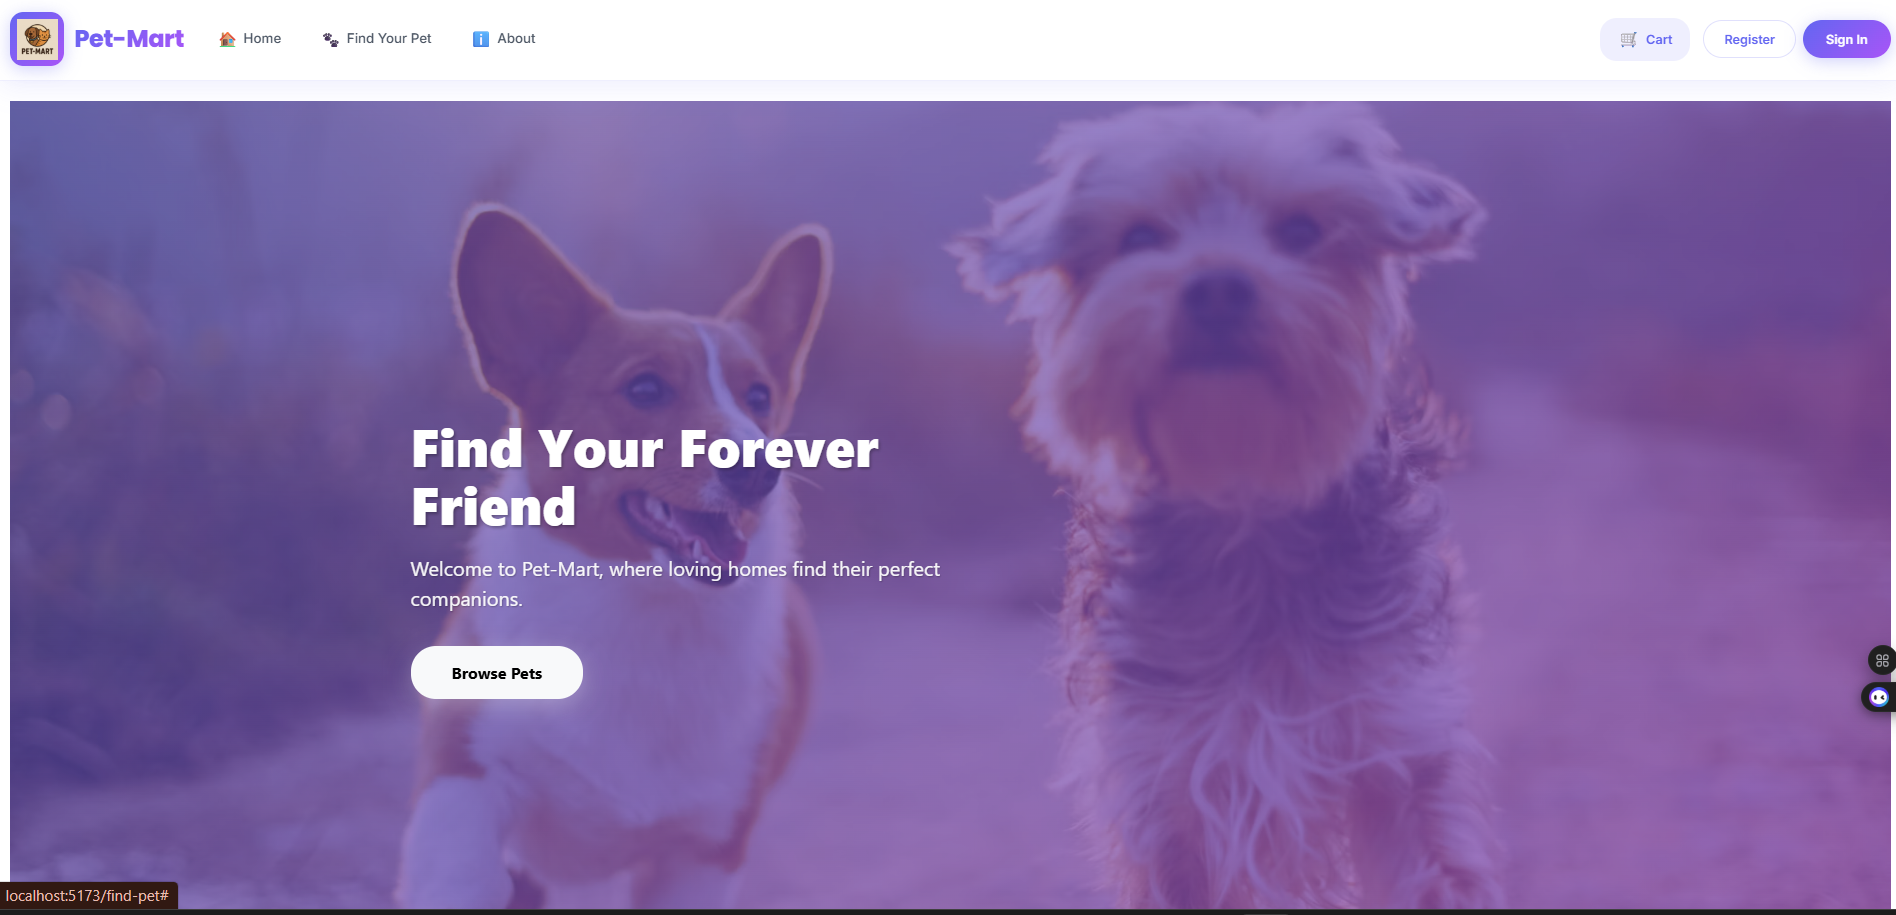 PET-MART
Pet-Mart
Home
Find Your Pet
About
Cart
Register
Sign In
Find Your Forever
Friend
Welcome to Pet-Mart, where loving homes find their perfect
companions.
Browse Pets
localhost:5173/find-pet#